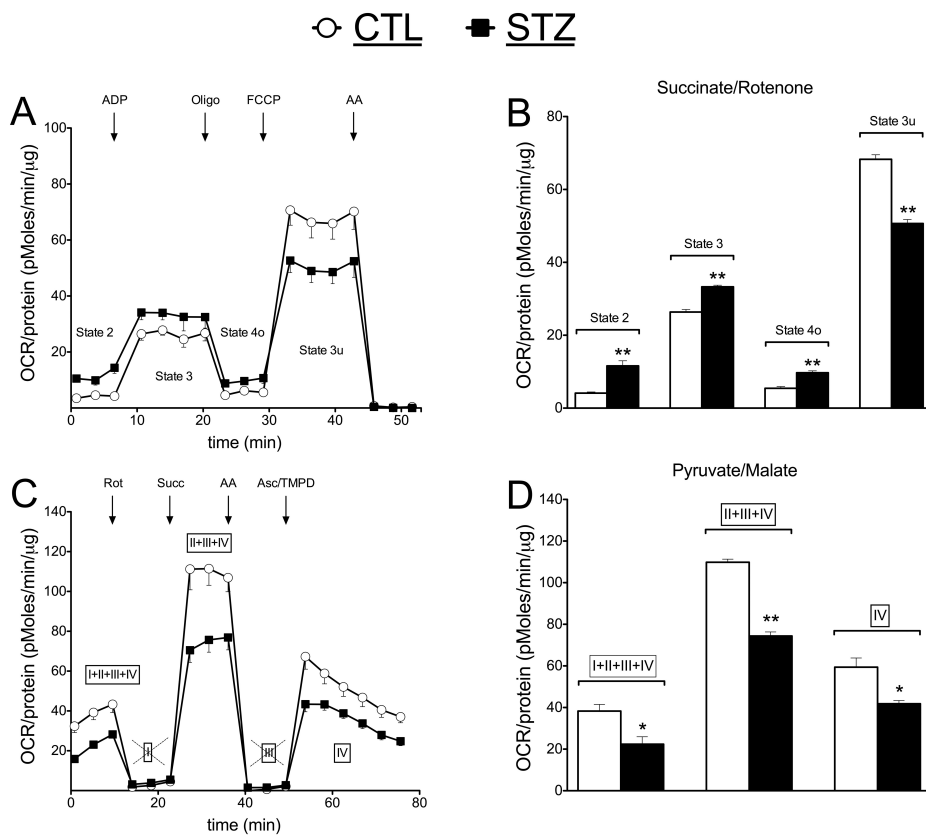 CTL STZ
A
ADP Oligo FCCP AA
OCR/protein (pMoles/min/µg)
100
80
60
40
20
State 2
State 3
State 4o
State 3u
0 10 20 30 40 50
time (min)
B
Succinate/Rotenone
OCR/protein (pMoles/min/µg)
80
60
40
20
0
State 2
**
State 3
**
State 4o
**
State 3u
**
C
Rot Succ AA Asc/TMPD
OCR/protein (pMoles/min/µg)
140
120
100
80
60
40
20
I+II+III+IV
I
II+III+IV
III
IV
0 20 40 60 80
time (min)
D
Pyruvate/Malate
OCR/protein (pMoles/min/µg)
140
120
100
80
60
40
20
0
I+II+III+IV
*
II+III+IV
**
IV
*